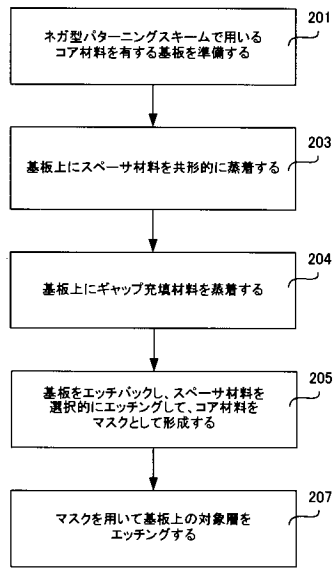 201
ネガ型パターニングスキームで用いる
コア材料を有する基板を準備する
203
基板上にスペーサ材料を共形的に蒸着する
204
基板上にギャップ充填材料を蒸着する
205
基板をエッチバックし、スペーサ材料を
選択的にエッチングして、コア材料を
マスクとして形成する
207
マスクを用いて基板上の対象層を
エッチングする